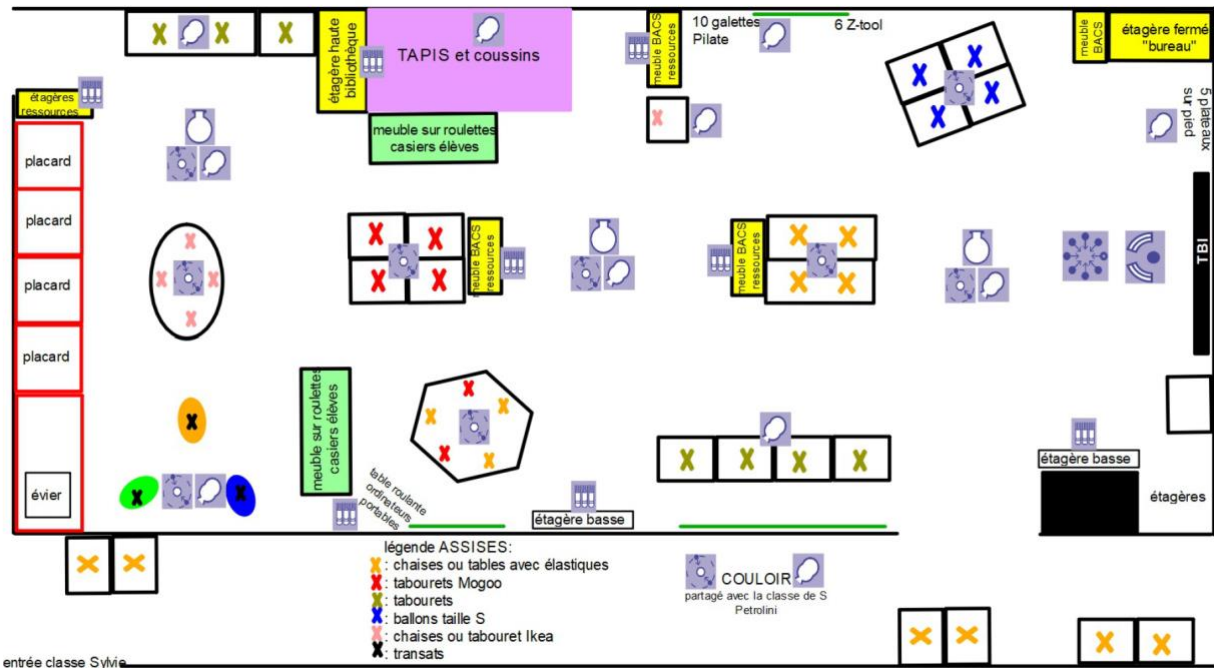 étagère haute
bibliothèque
TAPIS et coussins
meuble BACS
ressources
10 galettes
Pilate
6 Z-tool
meuble
BACS
étagère fermé
"bureau"
étagères
ressources
meuble sur roulettes
casiers élèves
5 plateaux
sur pied
placard
placard
placard
placard
meuble BACS
ressources
meuble BACS
ressources
TBI
meuble sur roulettes
casiers élèves
évier
table roulante
ordinateurs
portables
étagère basse
étagère basse
étagères
légende ASSISES:
: chaises ou tables avec élastiques
: tabourets Mogoo
: tabourets
: ballons taille S
: chaises ou tabouret Ikea
: transats
COULOIR
partagé avec la classe de S
Petrolini
entrée classe Sylvie